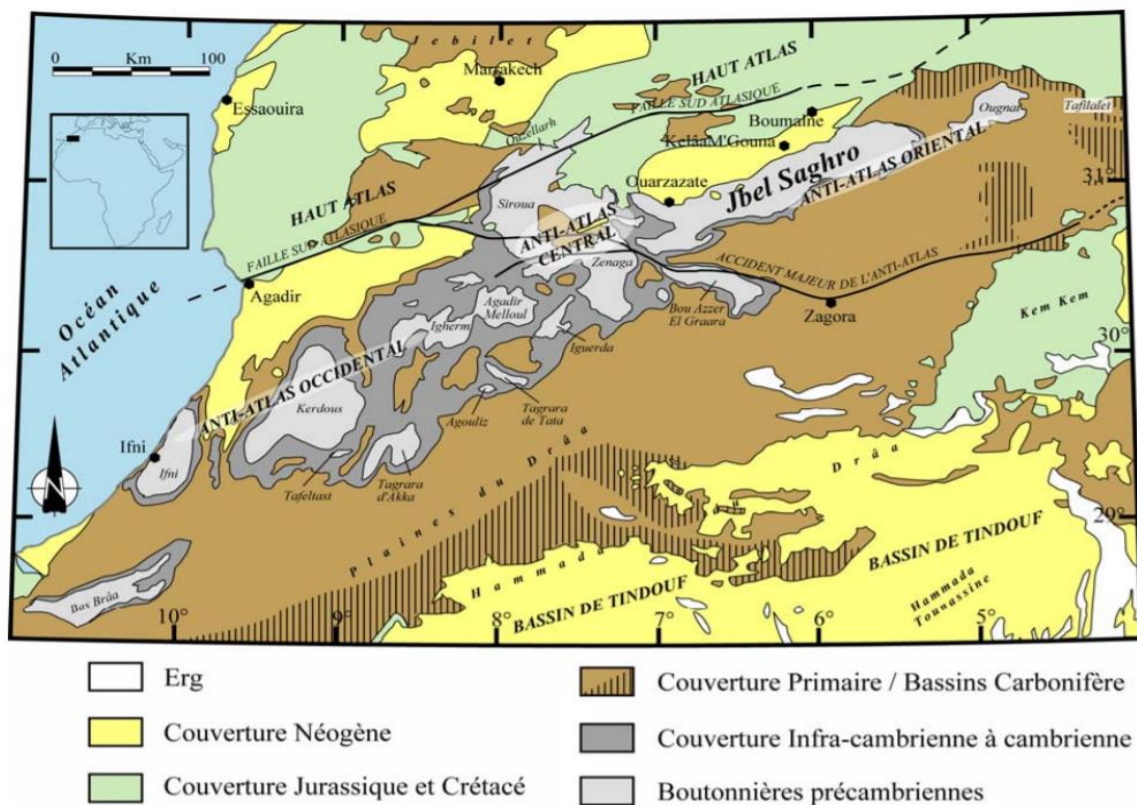 0 Km 100
Jebilet
Marrakech
HAUT ATLAS
Essaouira
FAILLE SUD ATLASIQUE
Ouzellarh
Boumalne
Ougnat
Tafilalet
KelâaM'Gouna
Ouarzazate
Jbel Saghro
ANTI-ATLAS ORIENTAL
31°
HAUT ATLAS
Siroua
ANTI-ATLAS
CENTRAL
FAILLE SUD ATLASIQUE
Zenaga
ACCIDENT MAJEUR DE L'ANTI-ATLAS
Agadir
Océan
Atlantique
Agadir
Melloul
Bou Azzer
El Graara
Zagora
Kem Kem
Igherm
Iguerda
30°
ANTI-ATLAS OCCIDENTAL
Kerdous
Agouliz
Tagrara
de Tata
Ifni
Ifni
Tafeltast
Tagrara
d'Akka
Plaines du Drâa
Drâa
29°
N
Hammada du
BASSIN DE TINDOUF
BASSIN DE TINDOUF
Hammada
Touwassine
Bas Drâa
10° 9° 8° 7° 6° 5°
Erg
Couverture Néogène
Couverture Jurassique et Crétacé
Couverture Primaire / Bassins Carbonifère
Couverture Infra-cambrienne à cambrienne
Boutonnières précambriennes